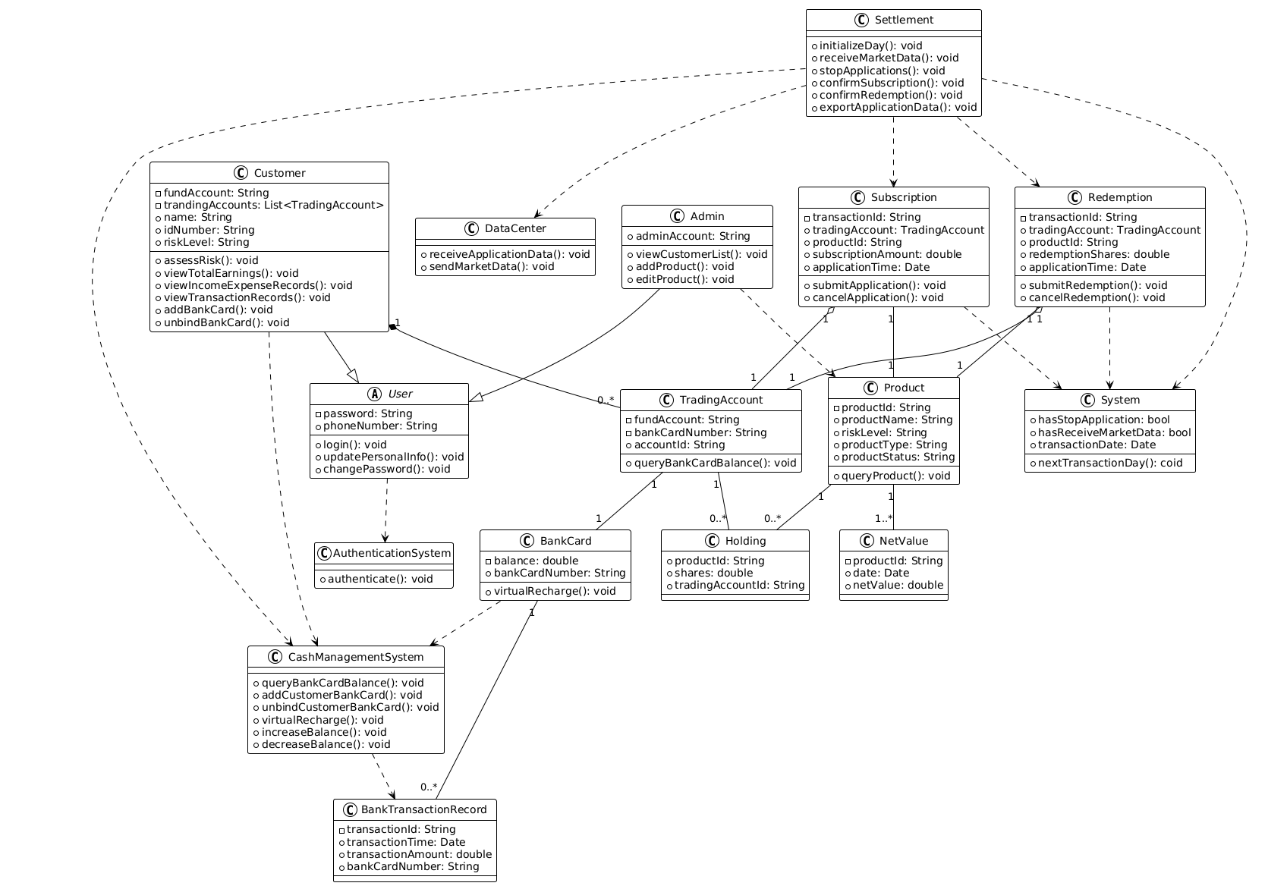 C Settlement
initializeDay(): void
receiveMarketData(): void
stopApplications(): void
confirmSubscription(): void
confirmRedemption(): void
exportApplicationData(): void
C Customer
fundAccount: String
trandingAccounts: List<TradingAccount>
name: String
idNumber: String
riskLevel: String
assessRisk(): void
viewTotalEarnings(): void
viewIncomeExpenseRecords(): void
viewTransactionRecords(): void
addBankCard(): void
unbindBankCard(): void
C DataCenter
receiveApplicationData(): void
sendMarketData(): void
C Admin
adminAccount: String
viewCustomerList(): void
addProduct(): void
editProduct(): void
C Subscription
transactionId: String
tradingAccount: TradingAccount
productId: String
subscriptionAmount: double
applicationTime: Date
submitApplication(): void
cancelApplication(): void
C Redemption
transactionId: String
tradingAccount: TradingAccount
productId: String
redemptionShares: double
applicationTime: Date
submitRedemption(): void
cancelRedemption(): void
1
1
1
1
1
1
1
1
1
0..*
A User
password: String
phoneNumber: String
login(): void
updatePersonalInfo(): void
changePassword(): void
C TradingAccount
fundAccount: String
bankCardNumber: String
accountId: String
queryBankCardBalance(): void
C Product
productId: String
productName: String
riskLevel: String
productType: String
productStatus: String
queryProduct(): void
C System
hasStopApplication: bool
hasReceiveMarketData: bool
transactionDate: Date
nextTransactionDay(): coid
1
1
1
1
1
0..*
0..*
1..*
C AuthenticationSystem
authenticate(): void
C BankCard
balance: double
bankCardNumber: String
virtualRecharge(): void
C Holding
productId: String
shares: double
tradingAccountId: String
C NetValue
productId: String
date: Date
netValue: double
1
C CashManagementSystem
queryBankCardBalance(): void
addCustomerBankCard(): void
unbindCustomerBankCard(): void
virtualRecharge(): void
increaseBalance(): void
decreaseBalance(): void
0..*
C BankTransactionRecord
transactionId: String
transactionTime: Date
transactionAmount: double
bankCardNumber: String